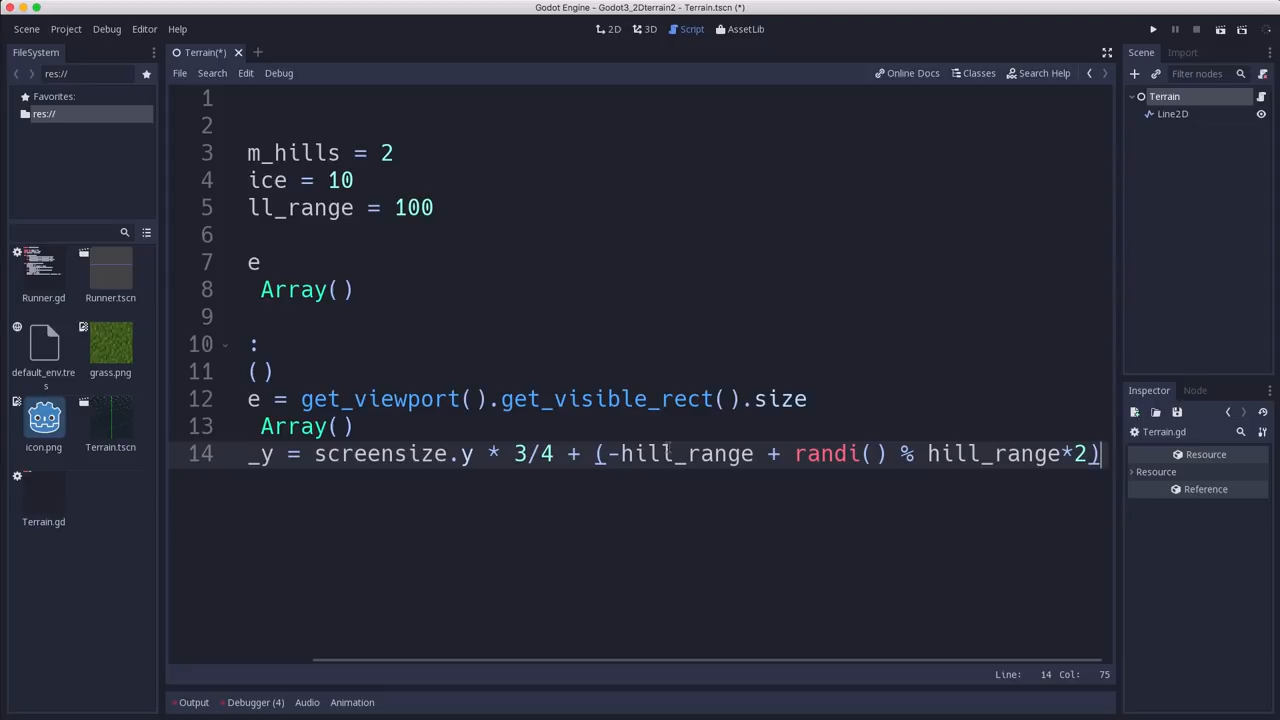 Godot Engine - Godot3_2Dterrain2 - Terrain.tscn (*)
Scene Project Debug Editor Help
2D 3D Script AssetLib
FileSystem
res://
Favorites:
res://
Runner.gd Runner.tscn
default_env.tres grass.png
icon.png Terrain.tscn
Terrain.gd
Terrain(*)
File Search Edit Debug
Online Docs Classes Search Help
1
2
3 m_hills = 2
4 ice = 10
5 ll_range = 100
6
7 e
8 Array()
9
10 :
11 ()
12 e = get_viewport().get_visible_rect().size
13 Array()
14 _y = screensize.y * 3/4 + (-hill_range + randi() % hill_range*2)
Line: 14 Col: 75
Output Debugger (4) Audio Animation
Scene Import
Filter nodes
Terrain
Line2D
Inspector Node
Terrain.gd
Resource
Resource
Reference